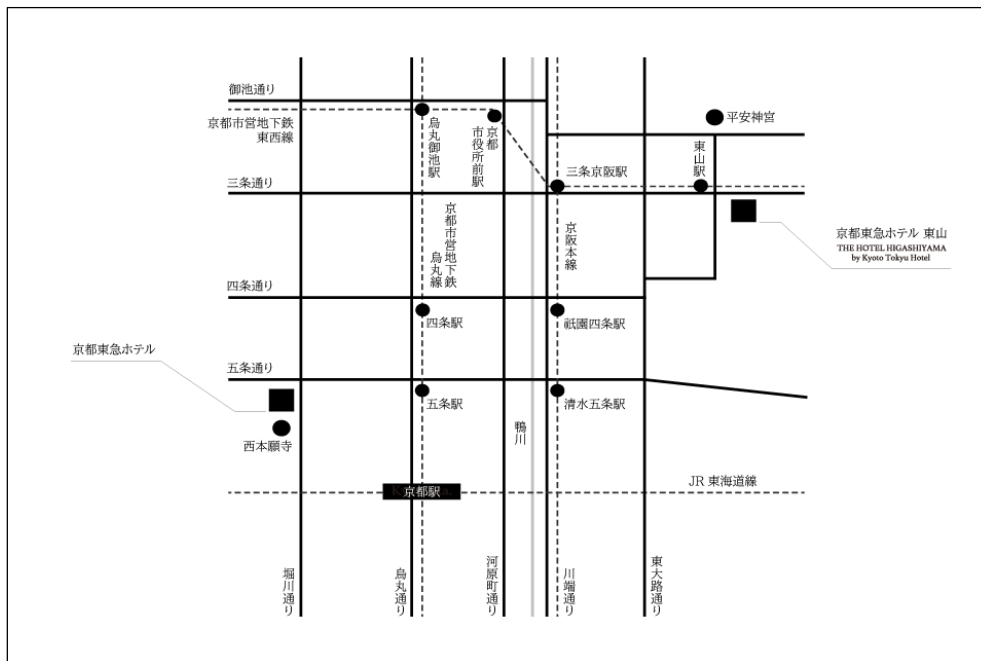 御池通り
京都市営地下鉄
東西線
烏丸御池駅
京都
市役所前駅
平安神宮
東山駅
三条京阪駅
三条通り
京都市営地下鉄
烏丸線
京阪本線
京都東急ホテル 東山
THE HOTEL HIGASHIYAMA
by Kyoto Tokyu Hotel
四条通り
四条駅
祇園四条駅
京都東急ホテル
五条通り
五条駅
清水五条駅
鴨川
西本願寺
京都駅
JR 東海道線
堀川通り
烏丸通り
河原町通り
川端通り
東大路通り